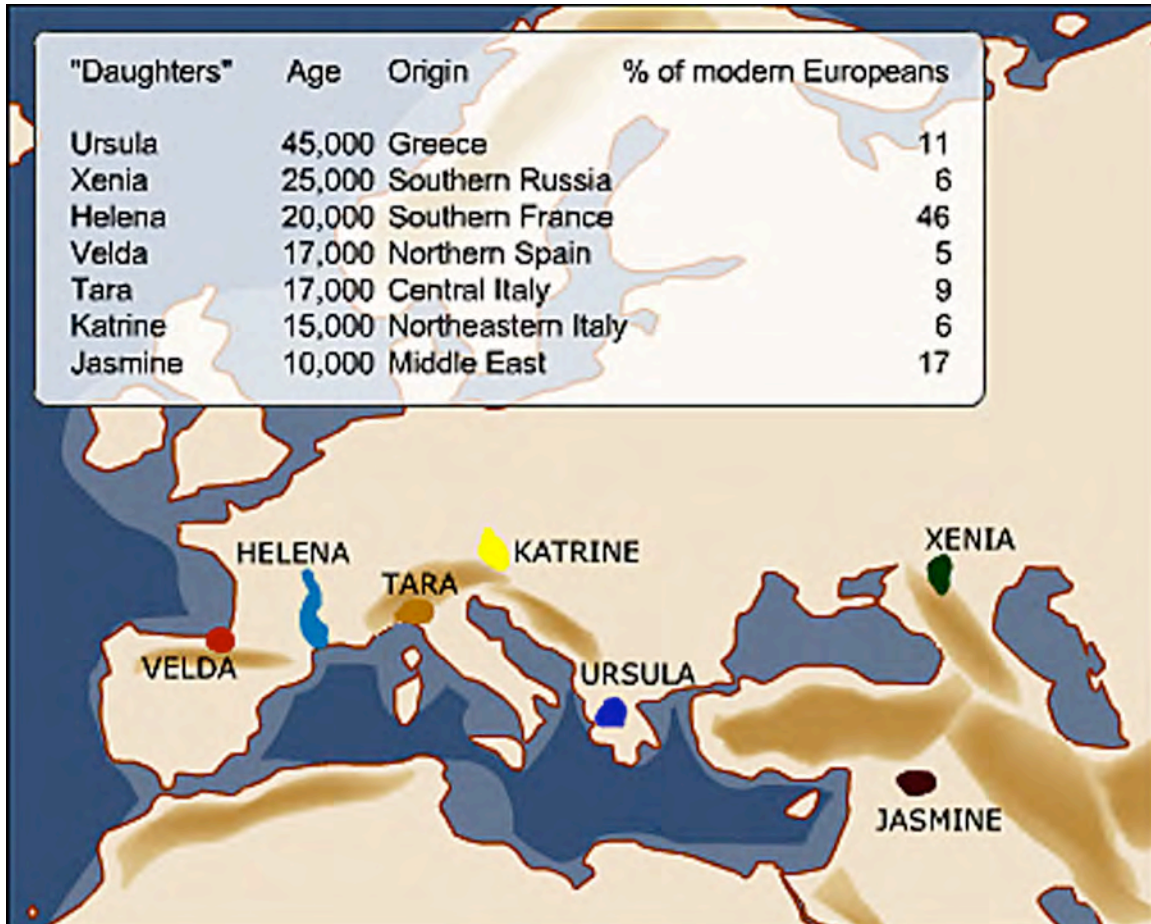 "Daughters" Age Origin % of modern Europeans
Ursula 45,000 Greece 11
Xenia 25,000 Southern Russia 6
Helena 20,000 Southern France 46
Velda 17,000 Northern Spain 5
Tara 17,000 Central Italy 9
Katrine 15,000 Northeastern Italy 6
Jasmine 10,000 Middle East 17
XENIA
HELENA
KATRINE
TARA
VELDA
URSULA
JASMINE